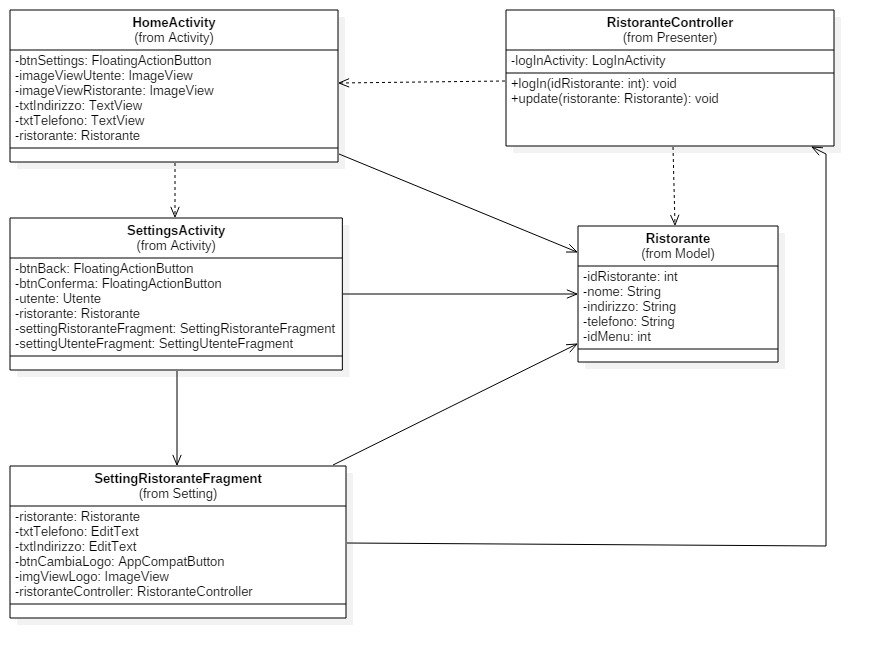 HomeActivity
(from Activity)
-btnSettings: FloatingActionButton
-imageViewUtente: ImageView
-imageViewRistorante: ImageView
-txtIndirizzo: TextView
-txtTelefono: TextView
-ristorante: Ristorante
RistoranteController
(from Presenter)
-logInActivity: LogInActivity
+logIn(idRistorante: int): void
+update(ristorante: Ristorante): void
SettingsActivity
(from Activity)
-btnBack: FloatingActionButton
-btnConferma: FloatingActionButton
-utente: Utente
-ristorante: Ristorante
-settingRistoranteFragment: SettingRistoranteFragment
-settingUtenteFragment: SettingUtenteFragment
Ristorante
(from Model)
-idRistorante: int
-nome: String
-indirizzo: String
-telefono: String
-idMenu: int
SettingRistoranteFragment
(from Setting)
-ristorante: Ristorante
-txtTelefono: EditText
-txtIndirizzo: EditText
-btnCambiaLogo: AppCompatButton
-imgViewLogo: ImageView
-ristoranteController: RistoranteController